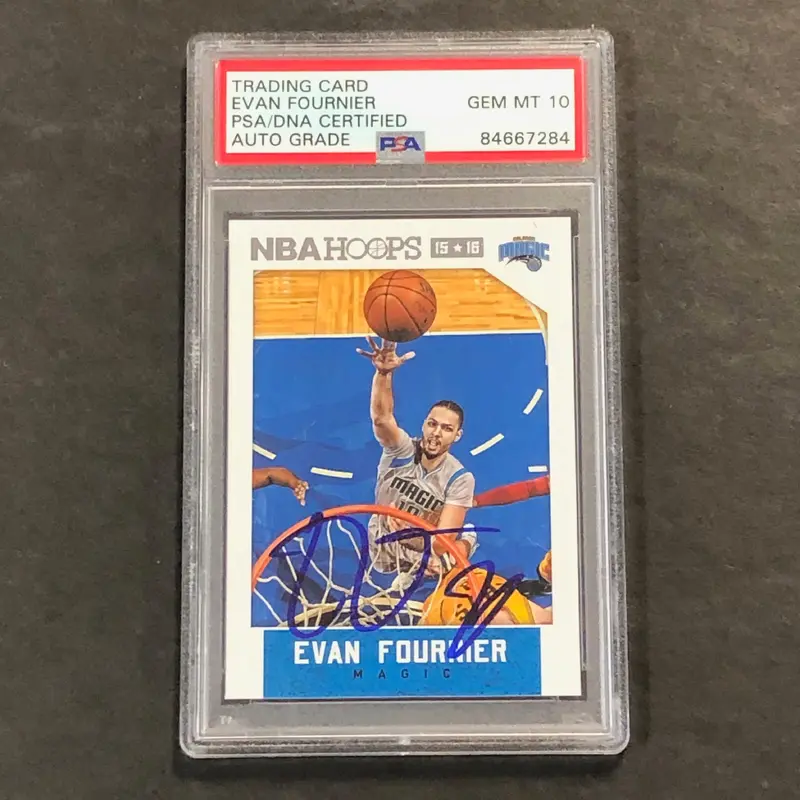 TRADING CARD
EVAN FOURNIER GEM MT 10
PSA/DNA CERTIFIED
AUTO GRADE PSA 84667284
NBA HOOPS 15★16 MAGIC
MAGIC
10
EVAN FOURNIER
MAGIC